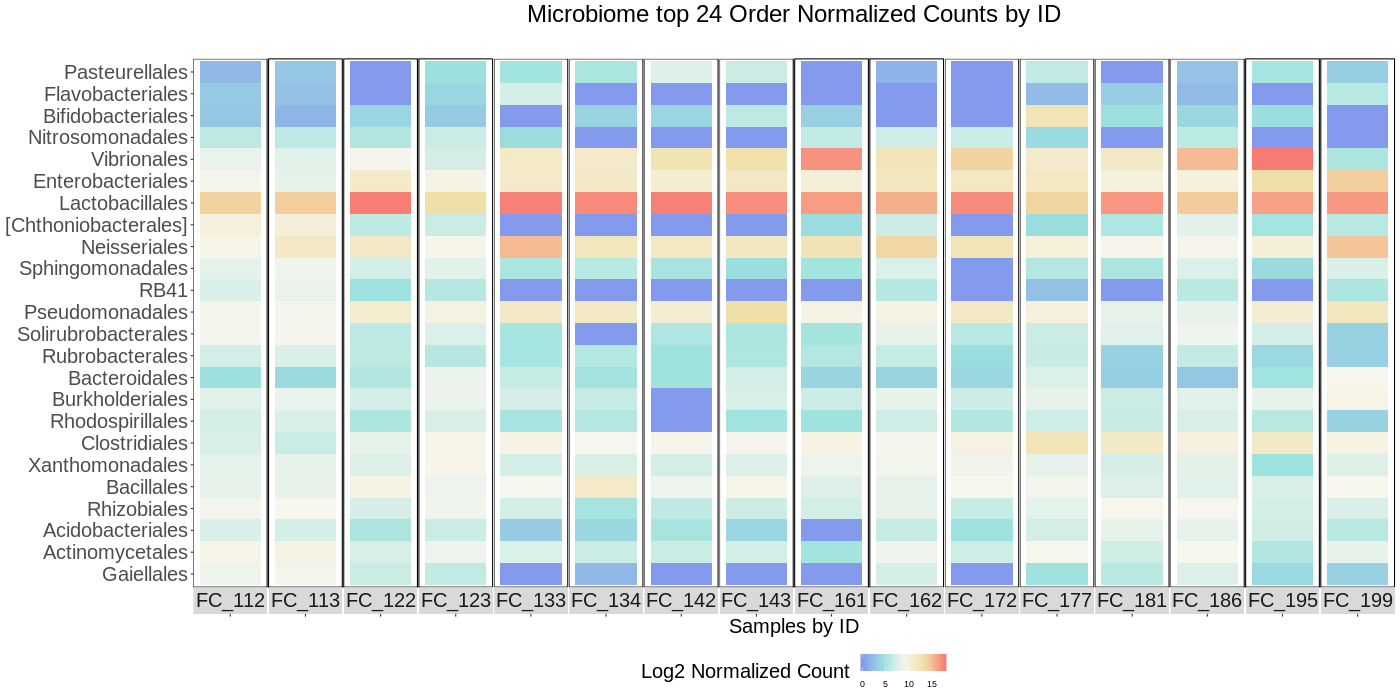 Microbiome top 24 Order Normalized Counts by ID
Pasteurellales
Flavobacteriales
Bifidobacteriales
Nitrosomonadales
Vibrionales
Enterobacteriales
Lactobacillales
[Chthoniobacterales]
Neisseriales
Sphingomonadales
RB41
Pseudomonadales
Solirubrobacterales
Rubrobacterales
Bacteroidales
Burkholderiales
Rhodospirillales
Clostridiales
Xanthomonadales
Bacillales
Rhizobiales
Acidobacteriales
Actinomycetales
Gaiellales
FC_112 FC_113 FC_122 FC_123 FC_133 FC_134 FC_142 FC_143 FC_161 FC_162 FC_172 FC_177 FC_181 FC_186 FC_195 FC_199
Samples by ID
Log2 Normalized Count
0 5 10 15